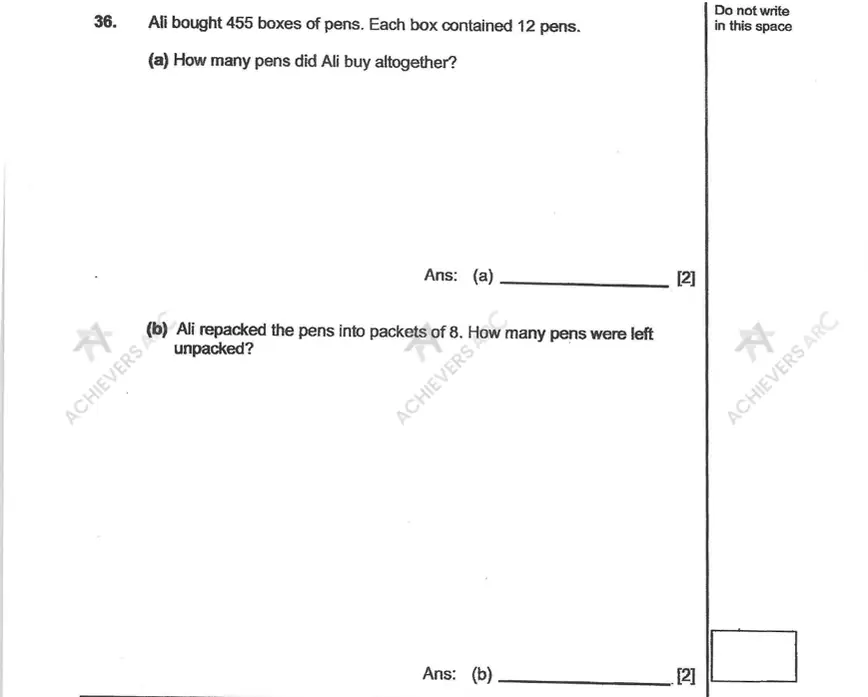 Do not write
in this space
36. Ali bought 455 boxes of pens. Each box contained 12 pens.
(a) How many pens did Ali buy altogether?
Ans: (a) ____________________ [2]
(b) Ali repacked the pens into packets of 8. How many pens were left
unpacked?
ACHIEVERS ARC
ACHIEVERS ARC
ACHIEVERS ARC
Ans: (b) ____________________ [2]